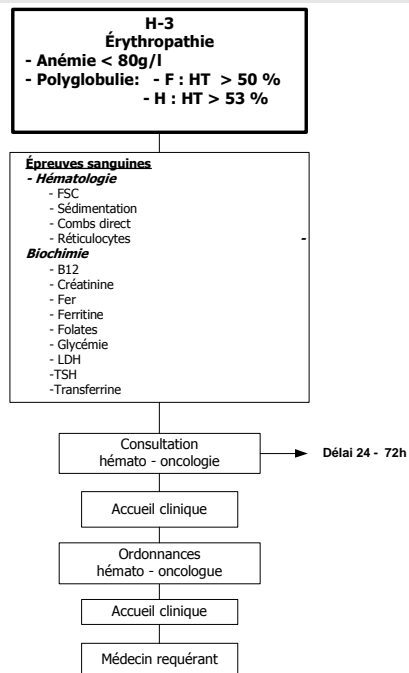 H-3
Érythropathie
- Anémie < 80g/l
- Polyglobulie: - F : HT > 50 %
- H : HT > 53 %
Épreuves sanguines
- Hématologie
- FSC
- Sédimentation
- Combs direct
- Réticulocytes -
Biochimie
- B12
- Créatinine
- Fer
- Ferritine
- Folates
- Glycémie
- LDH
-TSH
-Transferrine
Consultation
hémato - oncologie
Délai 24 - 72h
Accueil clinique
Ordonnances
hémato - oncologue
Accueil clinique
Médecin requérant